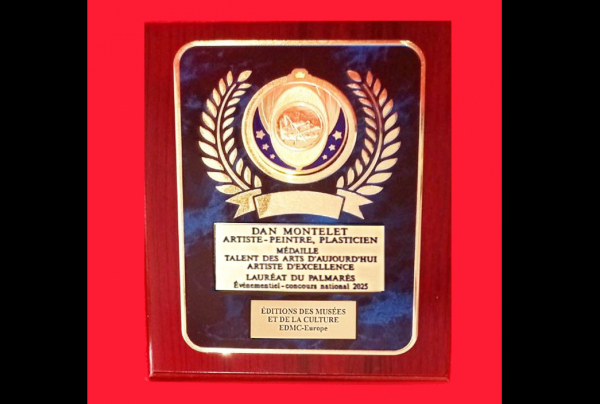 DAN MONTELET
ARTISTE-PEINTRE, PLASTICIEN
MÉDAILLE
TALENT DES ARTS D'AUJOURD'HUI
ARTISTE D'EXCELLENCE
LAURÉAT DU PALMARÈS
Événementiel-concours national 2025
ÉDITIONS DES MUSÉES
ET DE LA CULTURE
EDMC-Europe